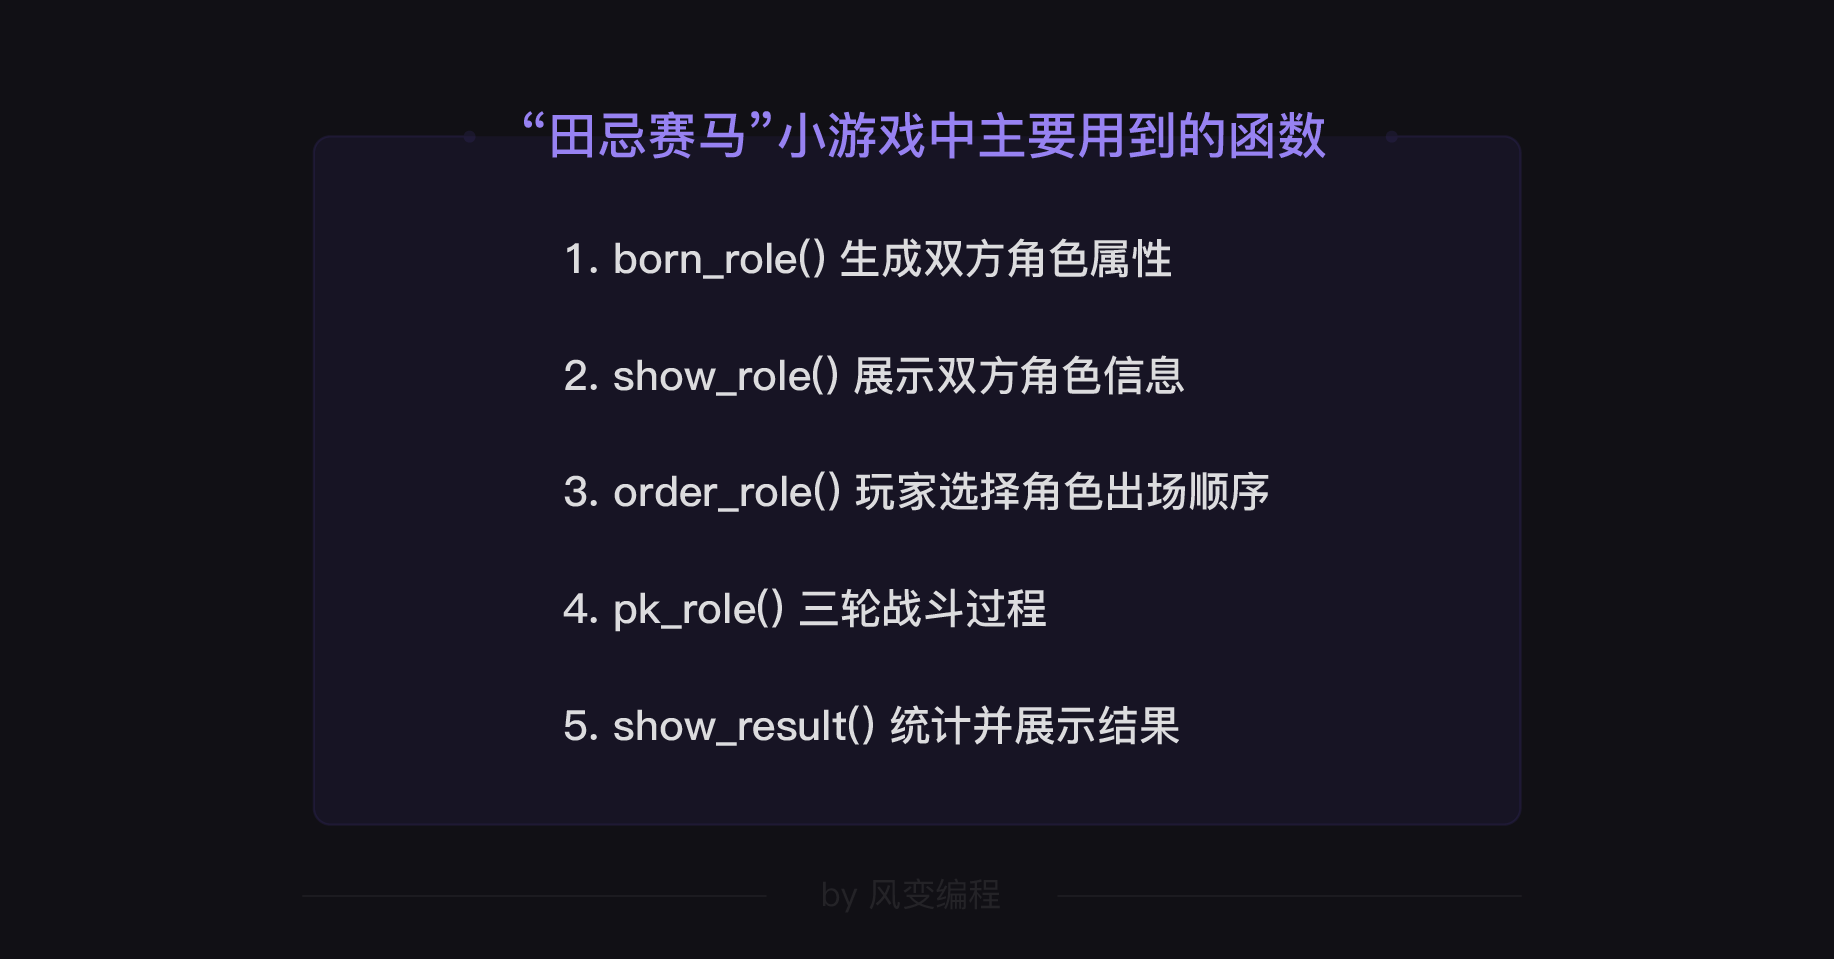 “田忌赛马”小游戏中主要用到的函数
1. born_role() 生成双方角色属性
2. show_role() 展示双方角色信息
3. order_role() 玩家选择角色出场顺序
4. pk_role() 三轮战斗过程
5. show_result() 统计并展示结果
by 风变编程